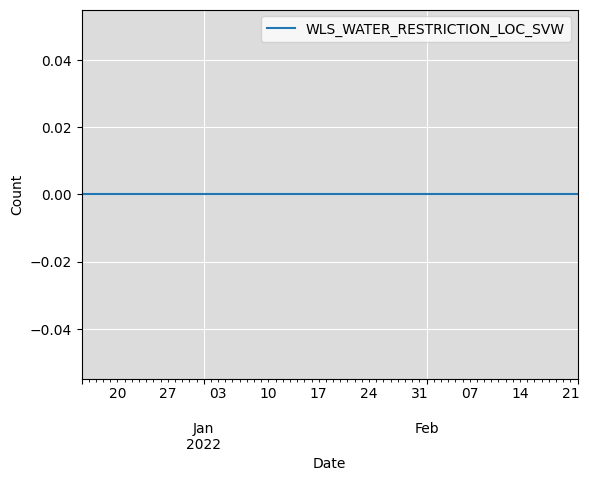 WLS_WATER_RESTRICTION_LOC_SVW
0.04
0.02
0.00
−0.02
−0.04
Count
20 27 03 10 17 24 31 07 14 21
Jan Feb
2022
Date